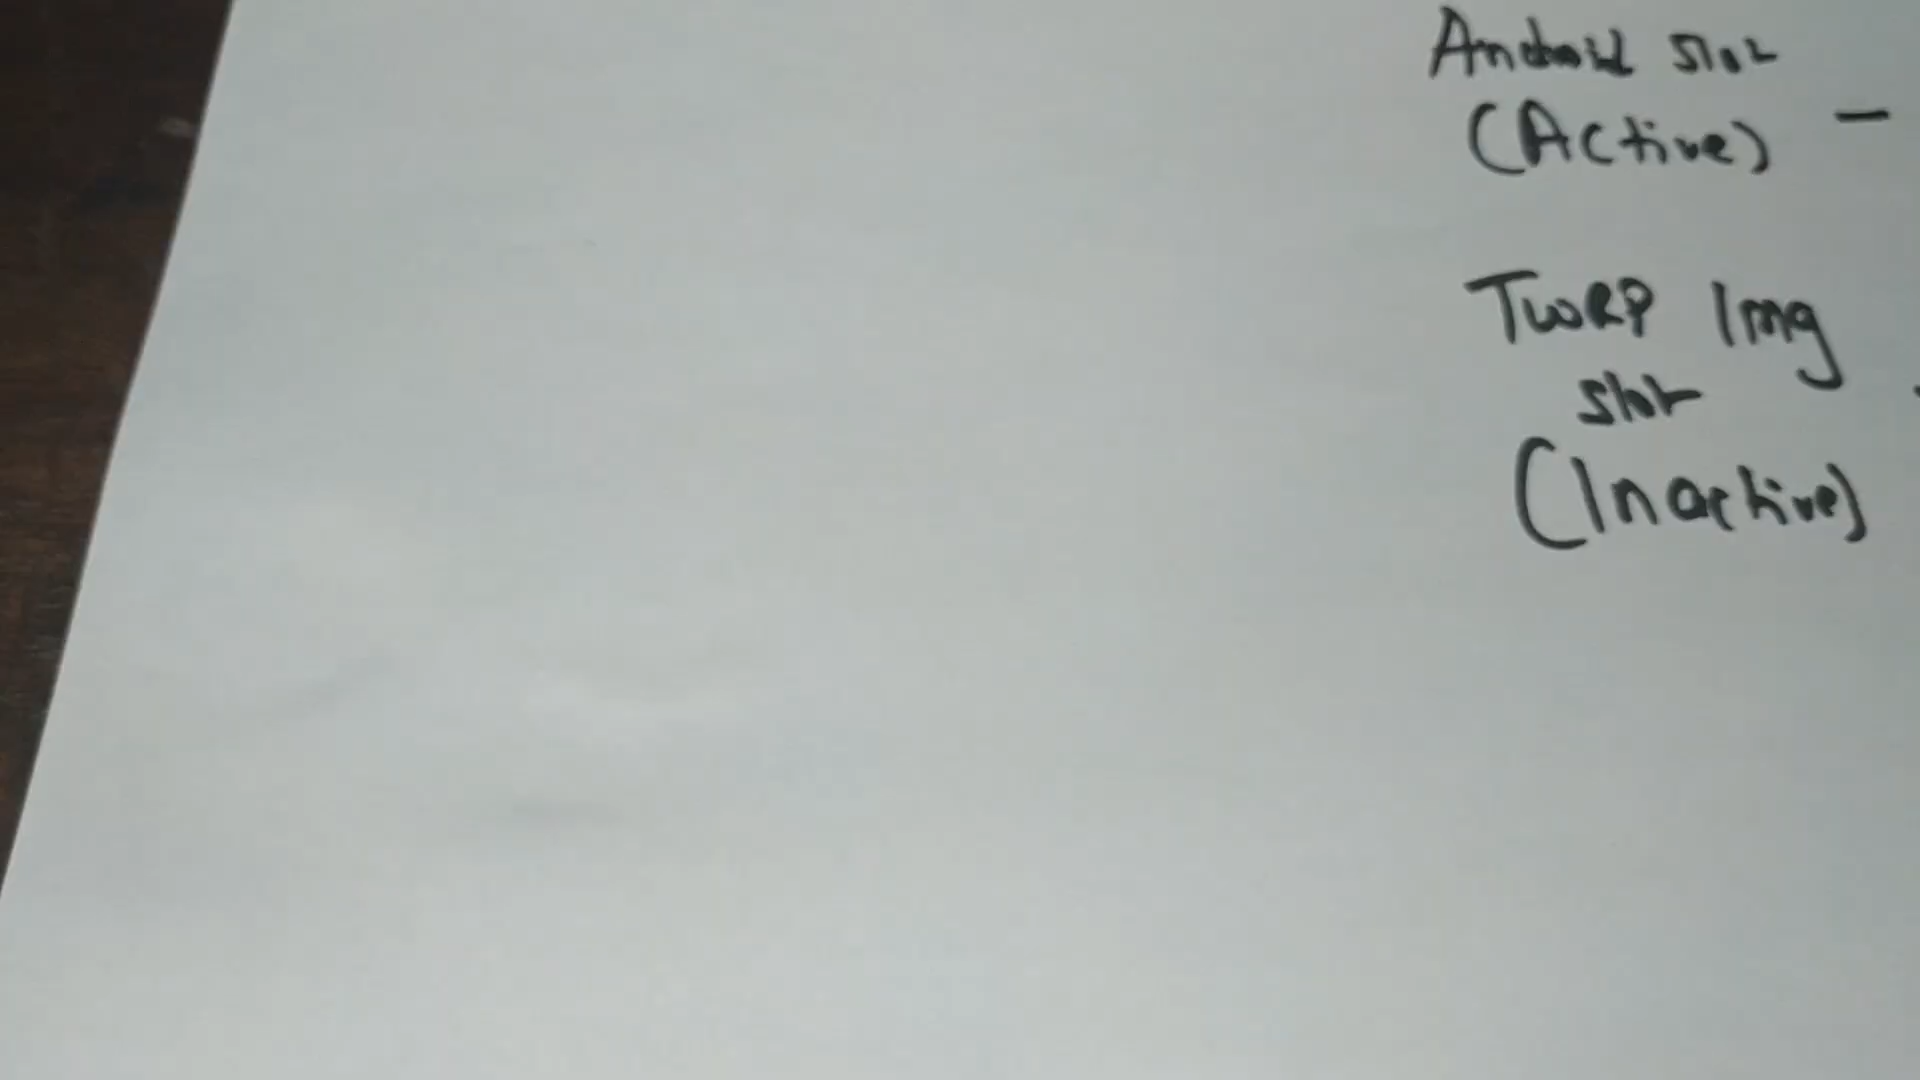 Android slot
(Active) -
TWRP Img
slot
(Inactive)